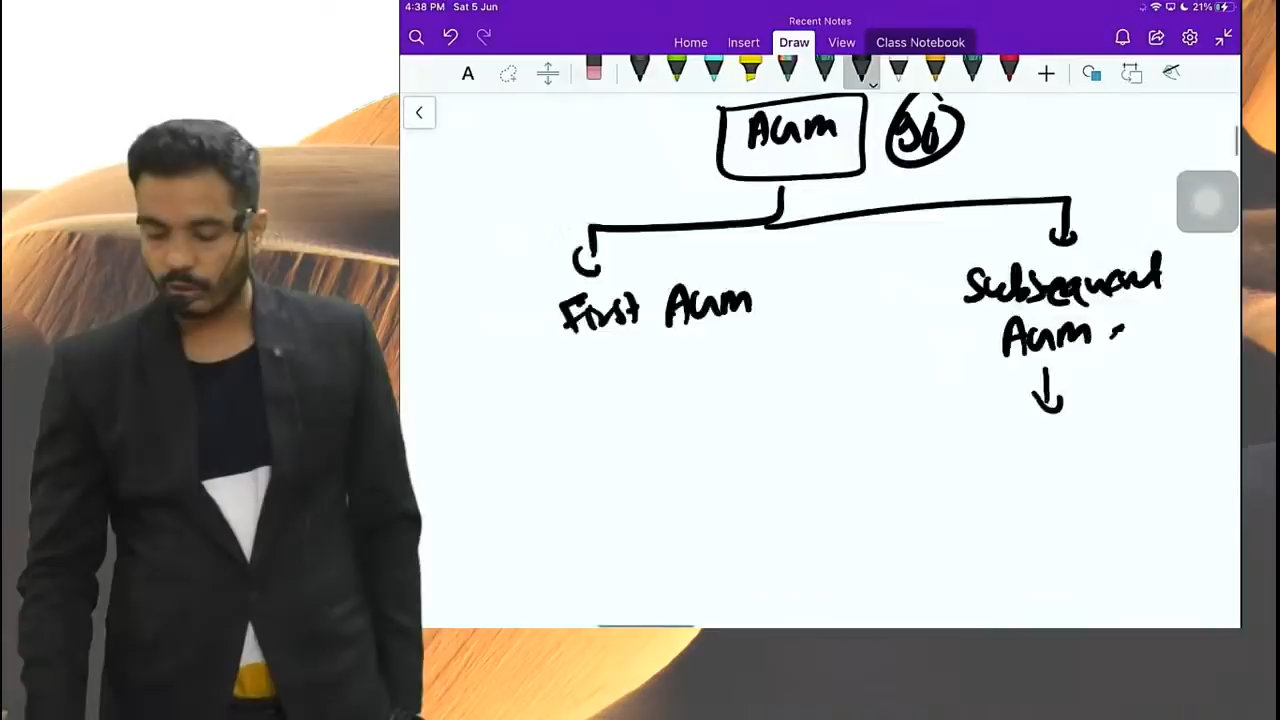 4:38 PM Sat 5 Jun
21%
Recent Notes
Home Insert Draw View Class Notebook
A
AGM 96
First AGM
Subsequent
AGM